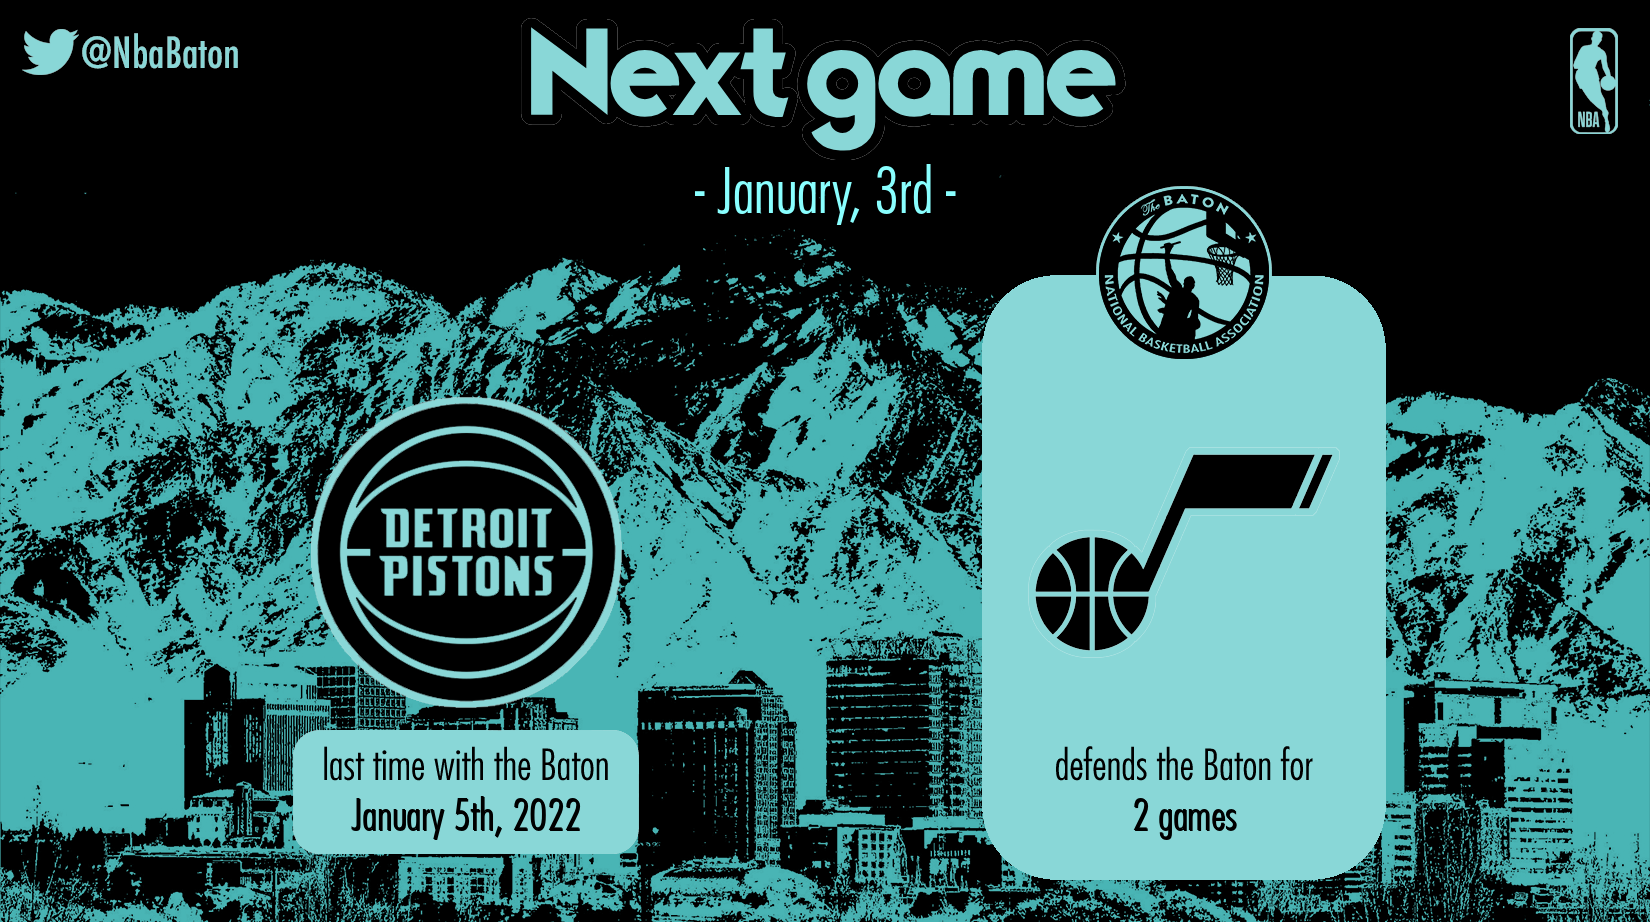 @NbaBaton
Next game
NBA
- January, 3rd -
The BATON
NATIONAL BASKETBALL ASSOCIATION
DETROIT
PISTONS
last time with the Baton
January 5th, 2022
defends the Baton for
2 games